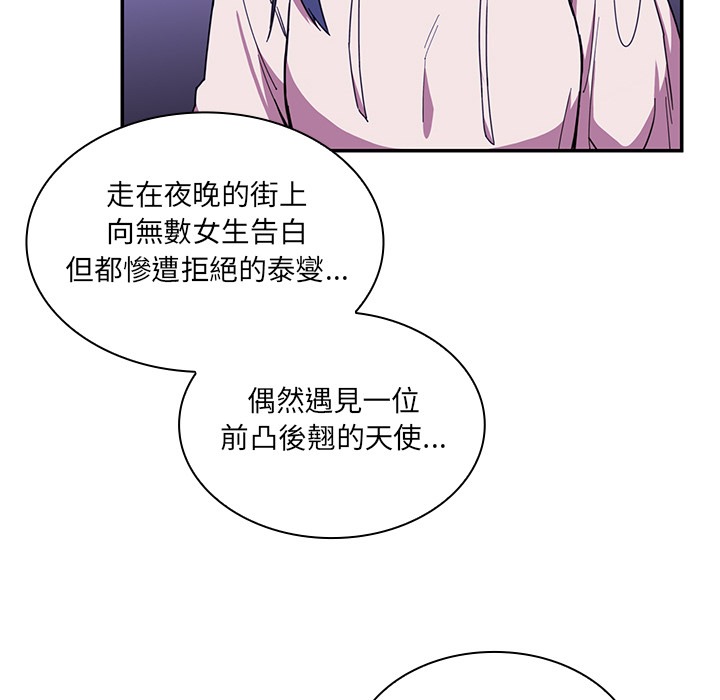 走在夜晚的街上
向無數女生告白
但都慘遭拒絕的泰燮...
偶然遇見一位
前凸後翹的天使...